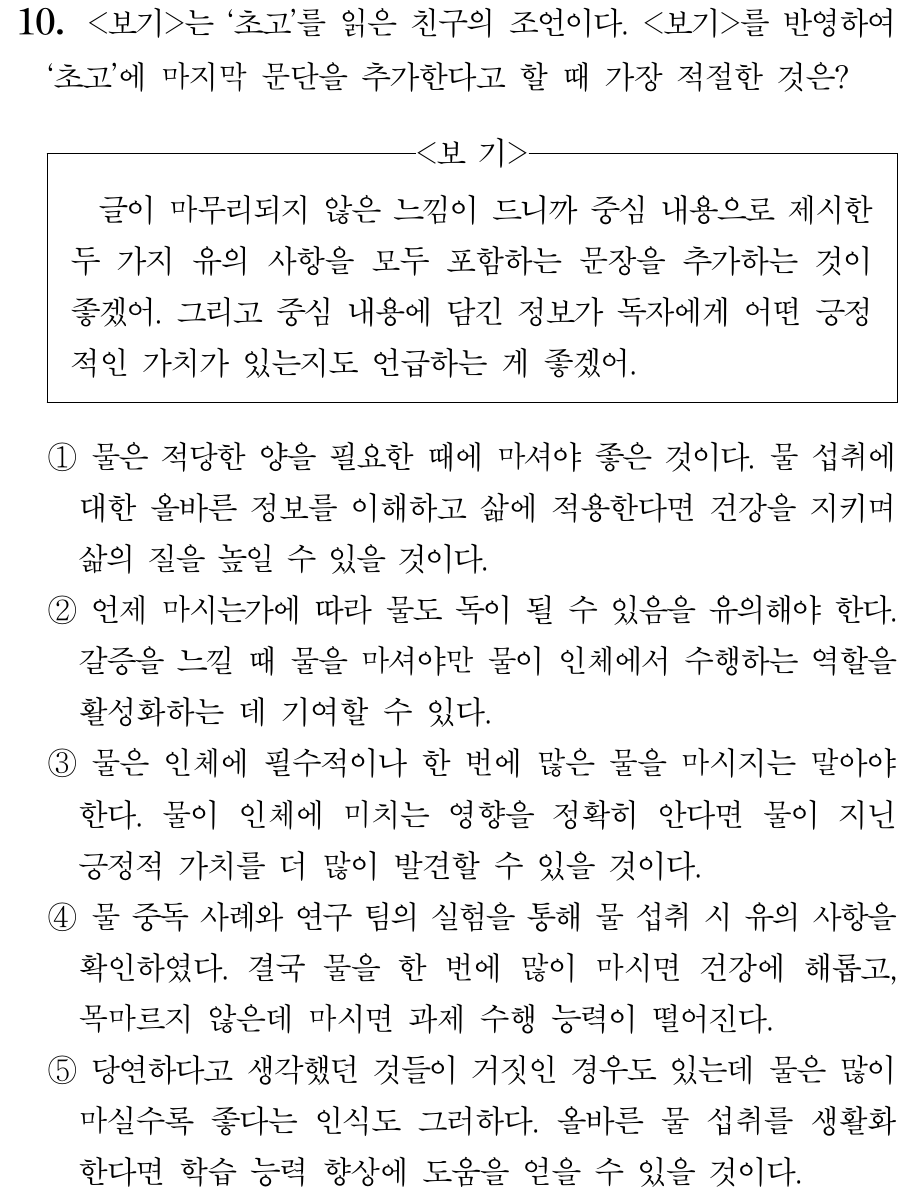 10. <보기>는 ‘초고’를 읽은 친구의 조언이다. <보기>를 반영하여
‘초고’에 마지막 문단을 추가한다고 할 때 가장 적절한 것은?
<보 기>
글이 마무리되지 않은 느낌이 드니까 중심 내용으로 제시한
두 가지 유의 사항을 모두 포함하는 문장을 추가하는 것이
좋겠어. 그리고 중심 내용에 담긴 정보가 독자에게 어떤 긍정
적인 가치가 있는지도 언급하는 게 좋겠어.
① 물은 적당한 양을 필요한 때에 마셔야 좋은 것이다. 물 섭취에
대한 올바른 정보를 이해하고 삶에 적용한다면 건강을 지키며
삶의 질을 높일 수 있을 것이다.
② 언제 마시는가에 따라 물도 독이 될 수 있음을 유의해야 한다.
갈증을 느낄 때 물을 마셔야만 물이 인체에서 수행하는 역할을
활성화하는 데 기여할 수 있다.
③ 물은 인체에 필수적이나 한 번에 많은 물을 마시지는 말아야
한다. 물이 인체에 미치는 영향을 정확히 안다면 물이 지닌
긍정적 가치를 더 많이 발견할 수 있을 것이다.
④ 물 중독 사례와 연구 팀의 실험을 통해 물 섭취 시 유의 사항을
확인하였다. 결국 물을 한 번에 많이 마시면 건강에 해롭고,
목마르지 않은데 마시면 과제 수행 능력이 떨어진다.
⑤ 당연하다고 생각했던 것들이 거짓인 경우도 있는데 물은 많이
마실수록 좋다는 인식도 그러하다. 올바른 물 섭취를 생활화
한다면 학습 능력 향상에 도움을 얻을 수 있을 것이다.